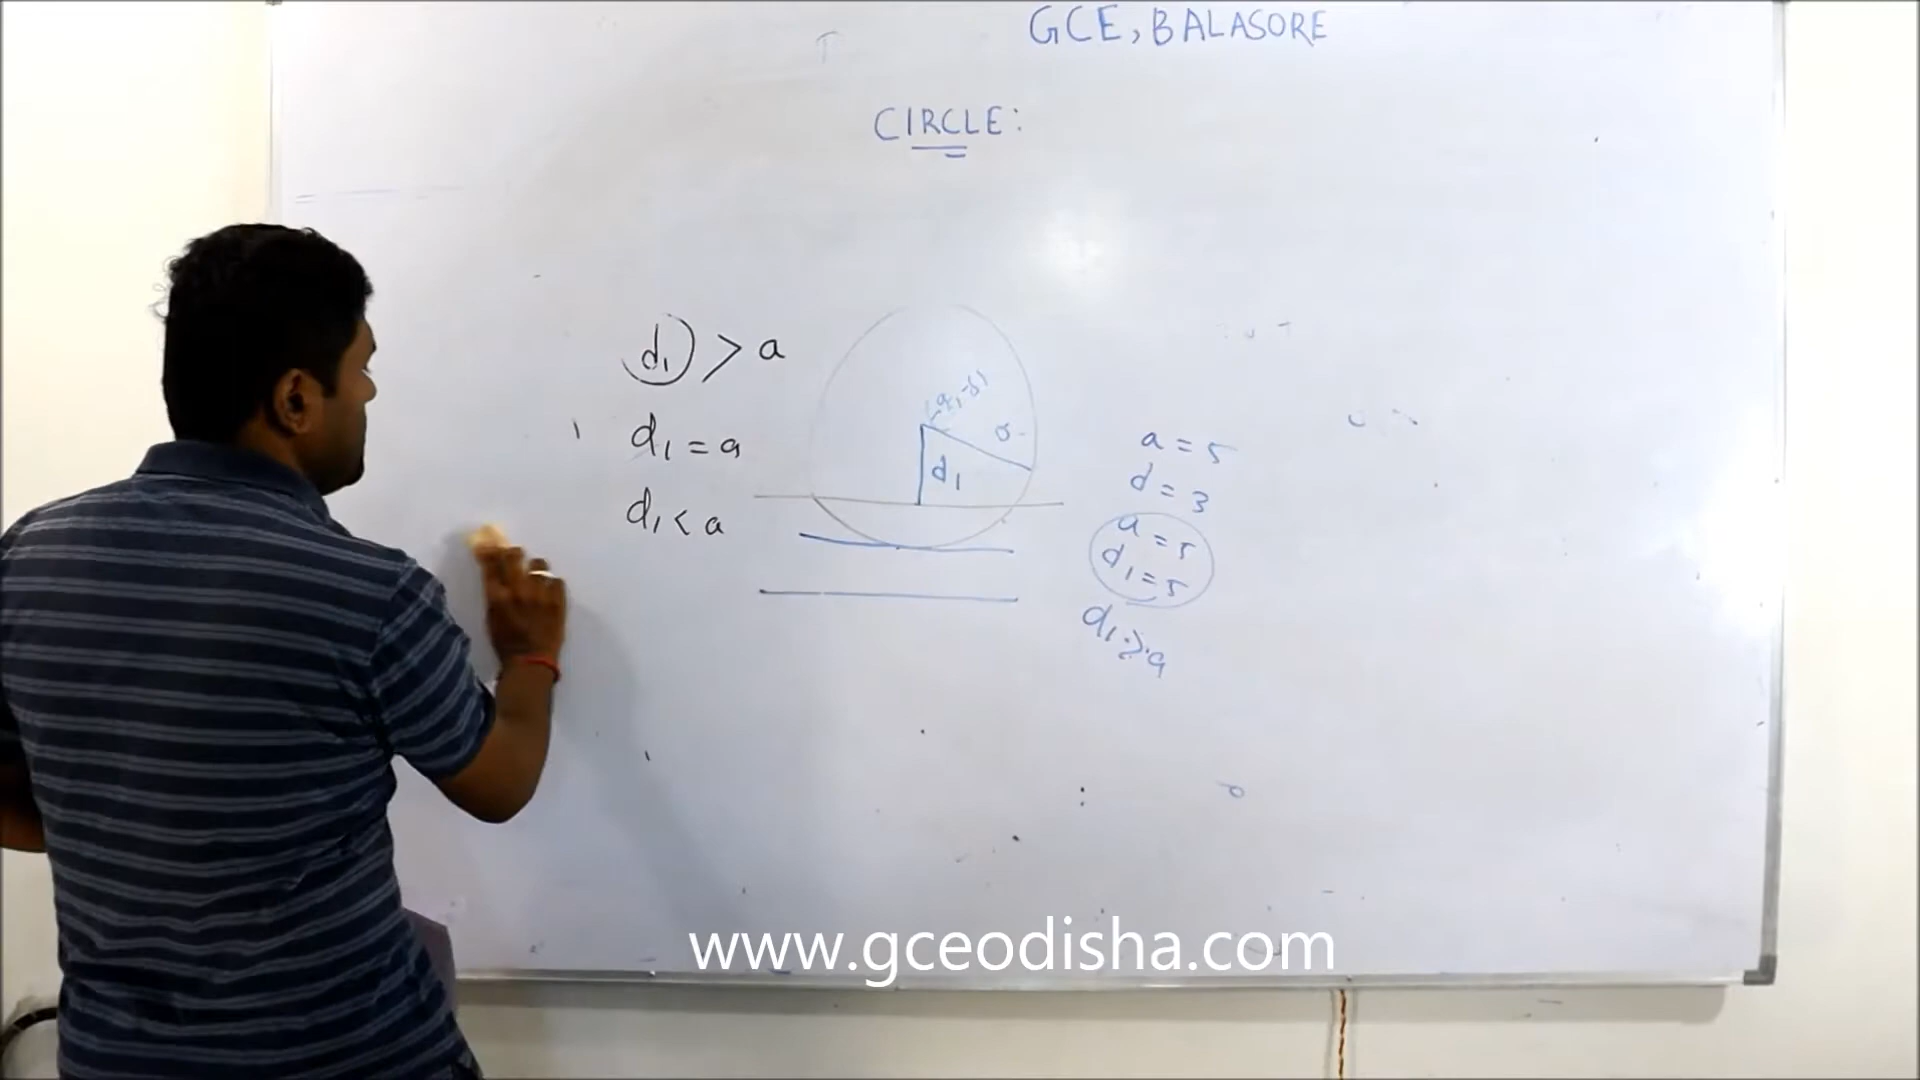 GCE, BALASORE
CIRCLE:
d₁ > a
d₁ = a
d₁ < a
d₁
a = 5
d = 3
a = 5
d₁ = 5
d₁ > a
www.gceodisha.com